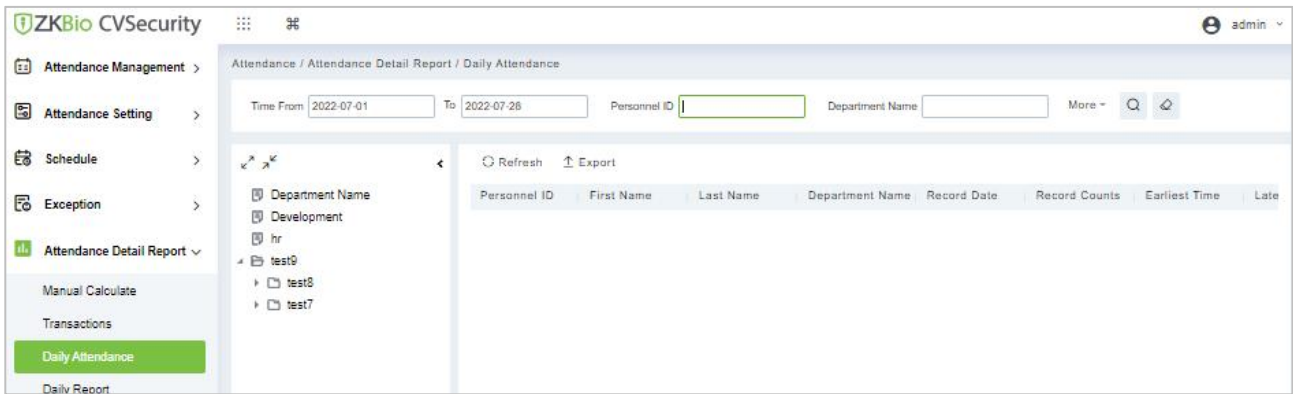 ZKBio CVSecurity
admin
Attendance Management
Attendance Setting
Schedule
Exception
Attendance Detail Report
Manual Calculate
Transactions
Daily Attendance
Daily Report
Attendance / Attendance Detail Report / Daily Attendance
Time From 2022-07-01 To 2022-07-28 Personnel ID Department Name More
Department Name
Development
hr
test9
test8
test7
Refresh Export
Personnel ID First Name Last Name Department Name Record Date Record Counts Earliest Time Late